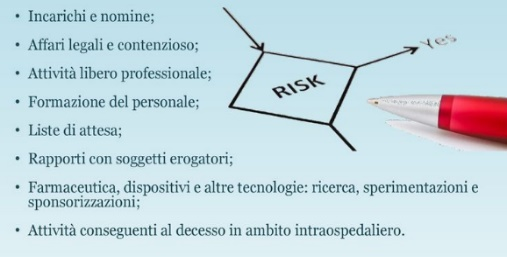 • Incarichi e nomine;
• Affari legali e contenzioso;
• Attività libero professionale;
• Formazione del personale;
• Liste di attesa;
• Rapporti con soggetti erogatori;
• Farmaceutica, dispositivi e altre tecnologie: ricerca, sperimentazioni e
sponsorizzazioni;
• Attività conseguenti al decesso in ambito intraospedaliero.
RISK
Yes